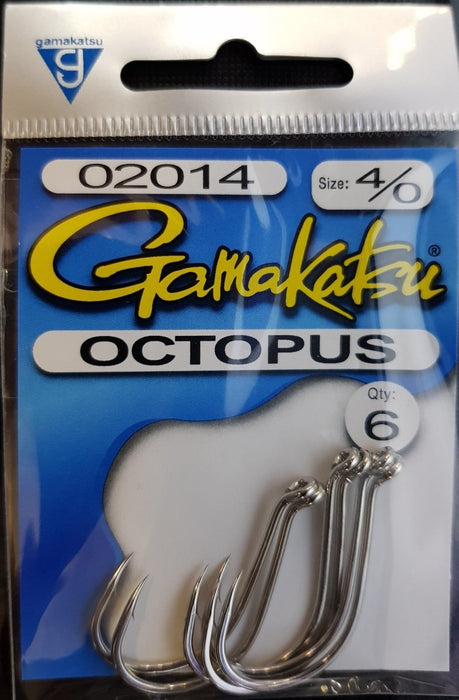 gamakatsu
g
02014
Size: 4/0
Gamakatsu®
OCTOPUS
Qty:
6